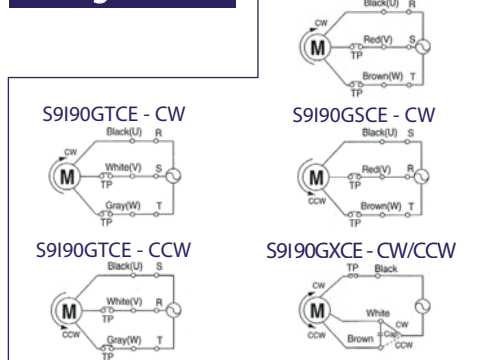 Black(U) R
CW
M
Red(V) S
TP
Brown(W) T
TP
S9I90GTCE - CW
Black(U) R
CW
M
White(V) S
TP
Gray(W) T
TP
S9I90GSCE - CW
Black(U) S
M
Red(V) R
TP
CCW
Brown(W) T
TP
S9I90GTCE - CCW
Black(U) S
M
White(V) R
TP
CCW
Gray(W) T
TP
S9I90GXCE - CW/CCW
TP Black
CW
M
White
CW
CCW
Brown
Cap
CCW